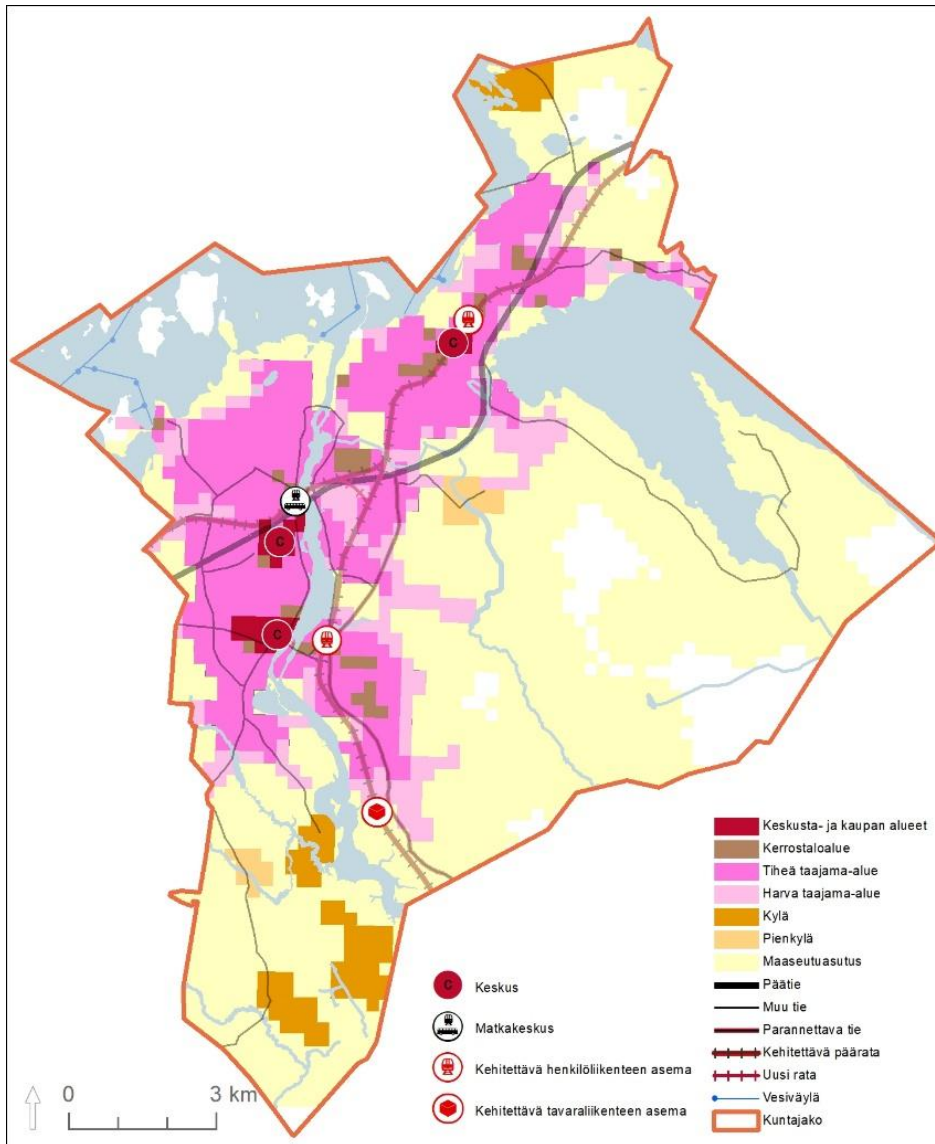 C
C
C
Keskusta- ja kaupan alueet
Kerrostaloalue
Tiheä taajama-alue
Harva taajama-alue
Kylä
Pienkylä
Maaseutuasutus
Päätie
Muu tie
Parannettava tie
Kehitettävä päärata
Uusi rata
Vesiväylä
Kuntajako
C Keskus
Matkakeskus
Kehitettävä henkilöliikenteen asema
Kehitettävä tavaraliikenteen asema
0 3 km